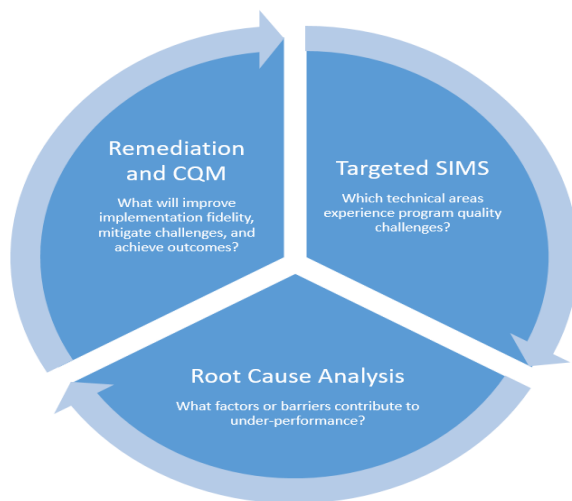 Remediation
and CQM
What will improve
implementation fidelity,
mitigate challenges, and
achieve outcomes?
Targeted SIMS
Which technical areas
experience program quality
challenges?
Root Cause Analysis
What factors or barriers contribute to
under-performance?